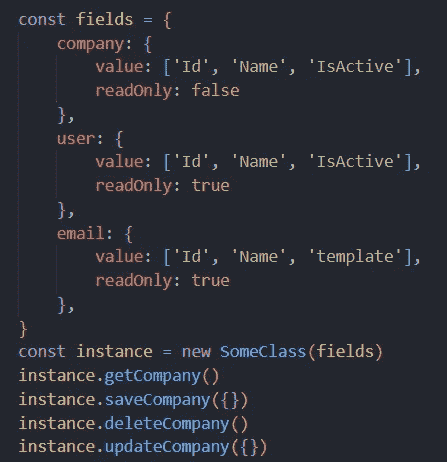 const fields = {
    company: {
        value: ['Id', 'Name', 'IsActive'],
        readOnly: false
    },
    user: {
        value: ['Id', 'Name', 'IsActive'],
        readOnly: true
    },
    email: {
        value: ['Id', 'Name', 'template'],
        readOnly: true
    },
}
const instance = new SomeClass(fields)
instance.getCompany()
instance.saveCompany({})
instance.deleteCompany()
instance.updateCompany({})